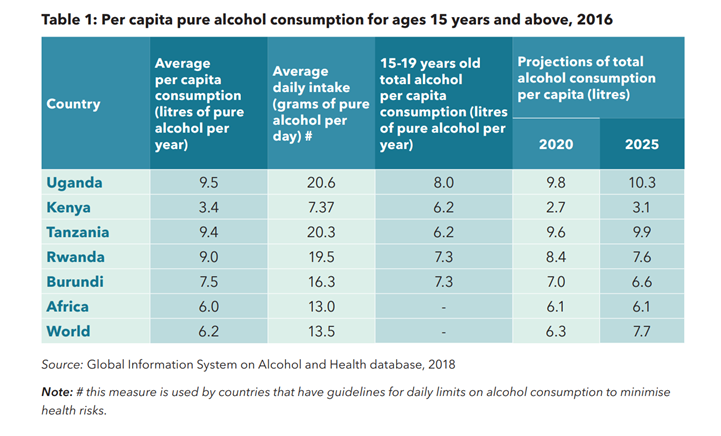 Table 1: Per capita pure alcohol consumption for ages 15 years and above, 2016
Country
Average
per capita
consumption
(litres of pure
alcohol per
year)
Average
daily intake
(grams of pure
alcohol per
day) #
15-19 years old
total alcohol
per capita
consumption (litres
of pure alcohol per
year)
Projections of total
alcohol consumption
per capita (litres)
2020 2025
Uganda 9.5 20.6 8.0 9.8 10.3
Kenya 3.4 7.37 6.2 2.7 3.1
Tanzania 9.4 20.3 6.2 9.6 9.9
Rwanda 9.0 19.5 7.3 8.4 7.6
Burundi 7.5 16.3 7.3 7.0 6.6
Africa 6.0 13.0 - 6.1 6.1
World 6.2 13.5 - 6.3 7.7
Source: Global Information System on Alcohol and Health database, 2018
Note: # this measure is used by countries that have guidelines for daily limits on alcohol consumption to minimise
health risks.